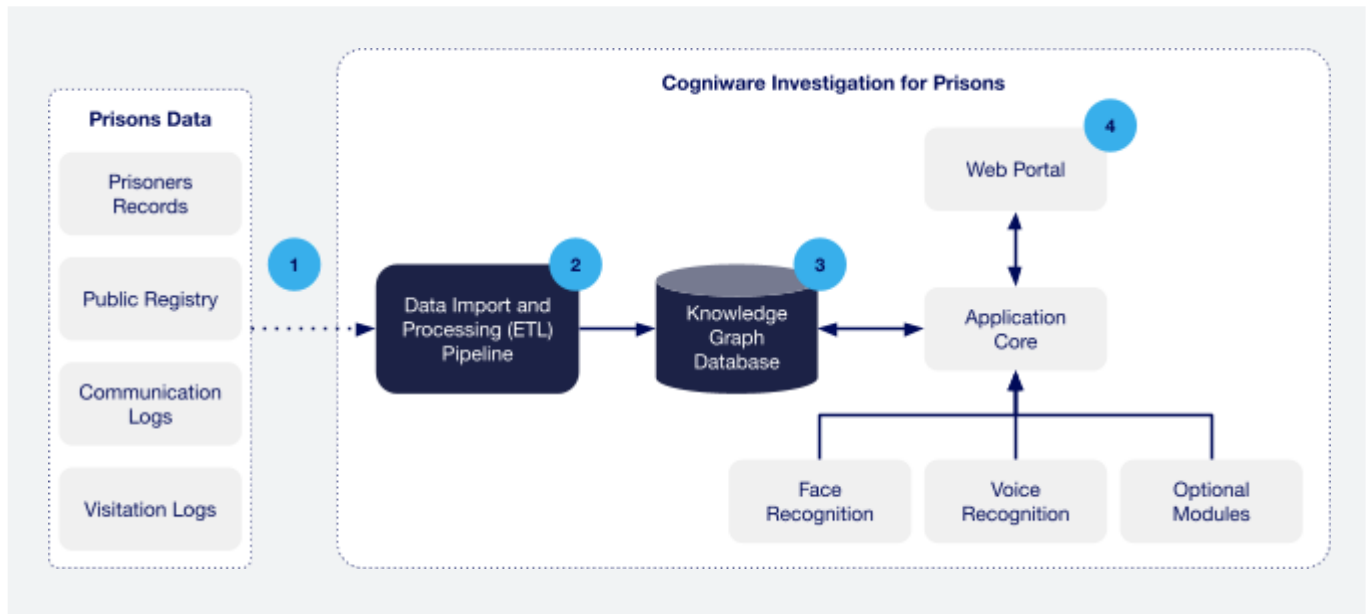 Cogniware Investigation for Prisons
Prisons Data
Prisoners
Records
Public Registry
Communication
Logs
Visitation Logs
1
2
Data Import and
Processing (ETL)
Pipeline
3
Knowledge
Graph
Database
4
Web Portal
Application
Core
Face
Recognition
Voice
Recognition
Optional
Modules